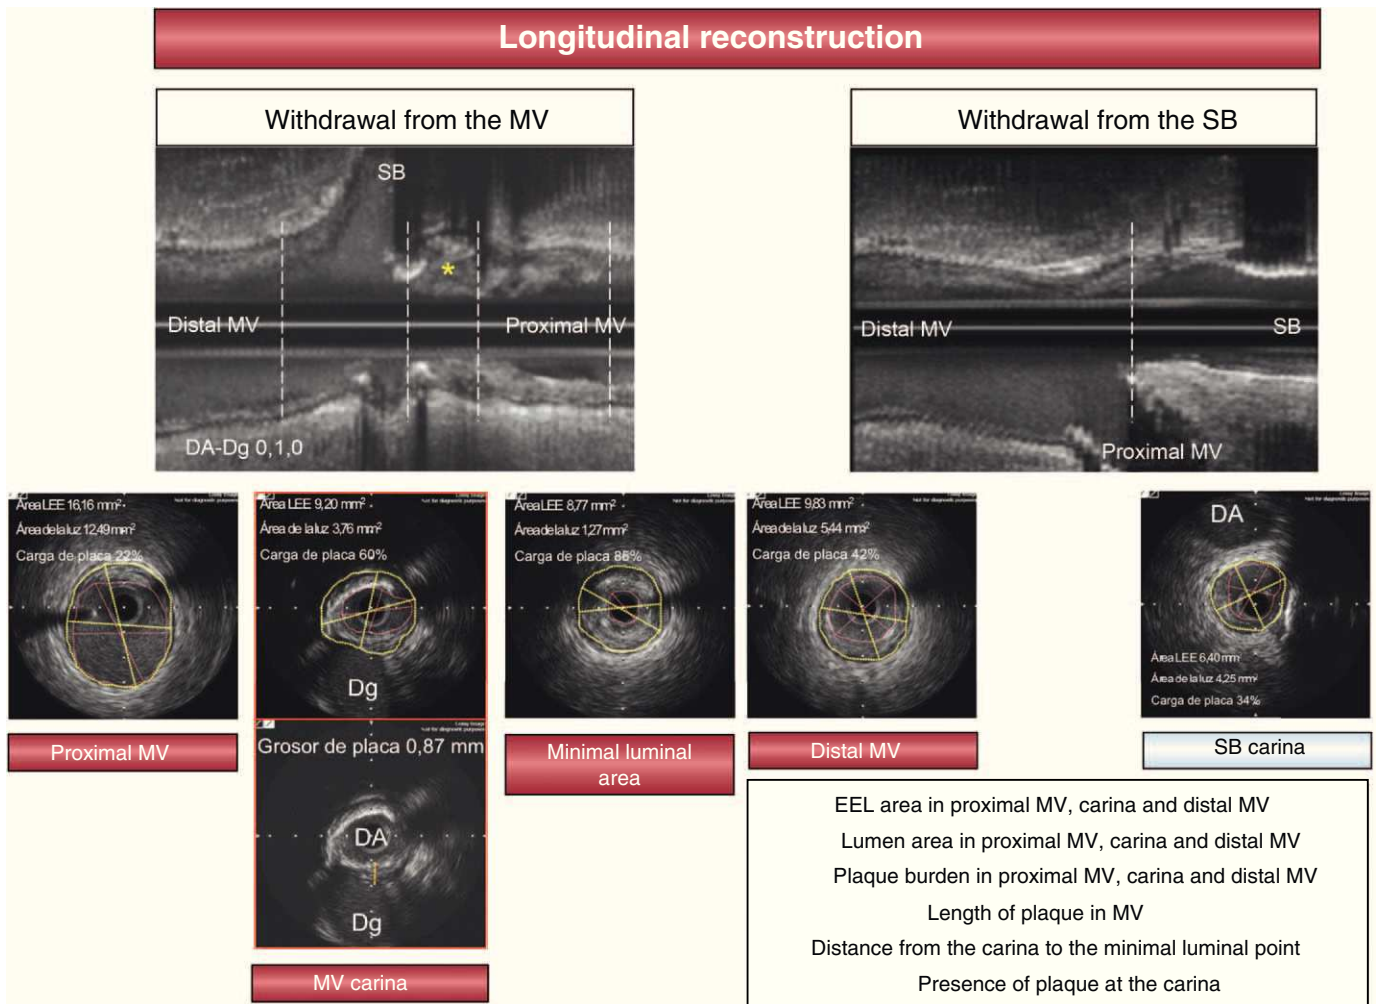 Longitudinal reconstruction
Withdrawal from the MV
Withdrawal from the SB
SB
*
Distal MV
Proximal MV
DA-Dg 0,1,0
Distal MV
SB
Proximal MV
Área LEE 16,16 mm²
Área de la luz 12,49 mm²
Carga de placa 22%
Proximal MV
Área LEE 9,20 mm²
Área de la luz 3,76 mm²
Carga de placa 60%
Dg
Grosor de placa 0,87 mm
DA
Dg
MV carina
Área LEE 8,77 mm²
Área de la luz 1,27 mm²
Carga de placa 86%
Minimal luminal
area
Área LEE 9,83 mm²
Área de la luz 5,44 mm²
Carga de placa 42%
Distal MV
DA
Área LEE 6,40 mm²
Área de la luz 4,25 mm²
Carga de placa 34%
SB carina
EEL area in proximal MV, carina and distal MV
Lumen area in proximal MV, carina and distal MV
Plaque burden in proximal MV, carina and distal MV
Length of plaque in MV
Distance from the carina to the minimal luminal point
Presence of plaque at the carina